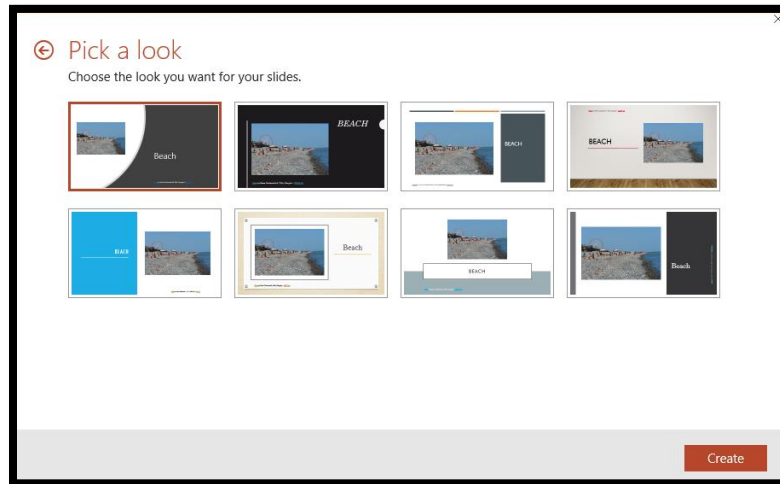 Pick a look
Choose the look you want for your slides.
Beach
BEACH
BEACH
BEACH
BEACH
Beach
BEACH
Beach
Create